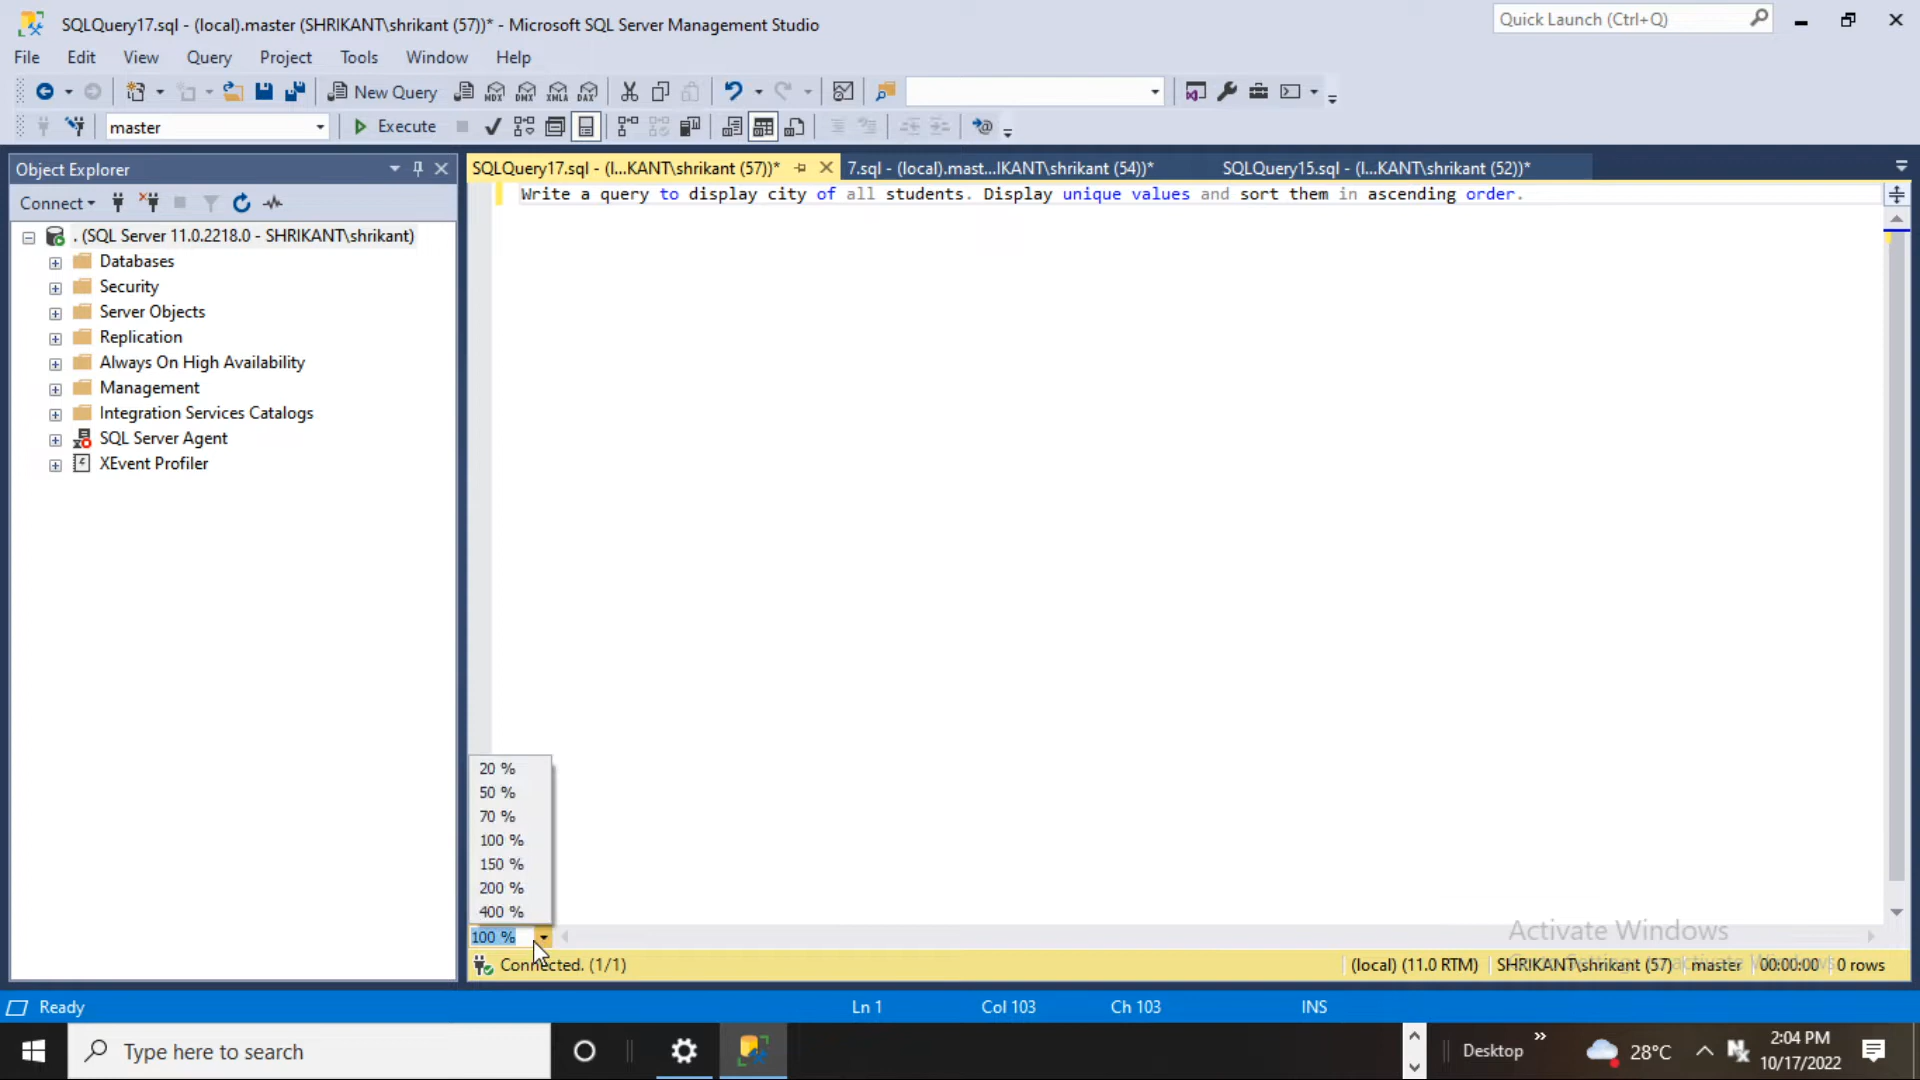 SQLQuery17.sql - (local).master (SHRIKANT\shrikant (57))* - Microsoft SQL Server Management Studio
Quick Launch (Ctrl+Q)
File Edit View Query Project Tools Window Help
New Query
MDX DMX XMLA DAX
master
Execute
Object Explorer
SQLQuery17.sql - (l...KANT\shrikant (57))*
7.sql - (local).mast...IKANT\shrikant (54))*
SQLQuery15.sql - (l...KANT\shrikant (52))*
Connect
Write a query to display city of all students. Display unique values and sort them in ascending order.
. (SQL Server 11.0.2218.0 - SHRIKANT\shrikant)
Databases
Security
Server Objects
Replication
Always On High Availability
Management
Integration Services Catalogs
SQL Server Agent
XEvent Profiler
20 %
50 %
70 %
100 %
150 %
200 %
400 %
100 %
Activate Windows
Connected. (1/1)
(local) (11.0 RTM) SHRIKANT\shrikant (57) master 00:00:00 0 rows
Ready
Ln 1 Col 103 Ch 103 INS
Type here to search
Desktop
28°C
2:04 PM
10/17/2022